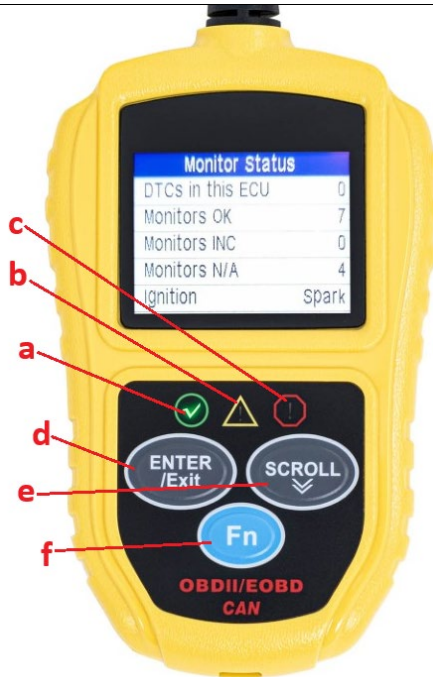 Monitor Status
DTCs in this ECU 0
Monitors OK 7
Monitors INC 0
Monitors N/A 4
Ignition Spark
c
b
a
d
e
f
ENTER
/Exit
SCROLL
Fn
OBDII/EOBD
CAN